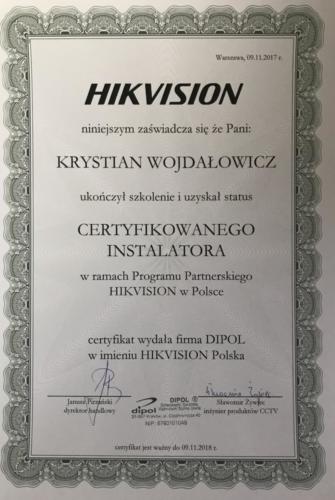 Warszawa, 09.11.2017 r.
HIKVISION
niniejszym zaświadcza się że Pani:
KRYSTIAN WOJDAŁOWICZ
ukończył szkolenie i uzyskał status
CERTYFIKOWANEGO
INSTALATORA
w ramach Programu Partnerskiego
HIKVISION w Polsce
certyfikat wydała firma DIPOL
w imieniu HIKVISION Polska
Janusz
dyrektor handlowy
dipol
DIPOL ®
NIP:
Sławomir Żywiec
inżynier produktów CCTV
certyfikat jest ważny do 09.11.2018 r.